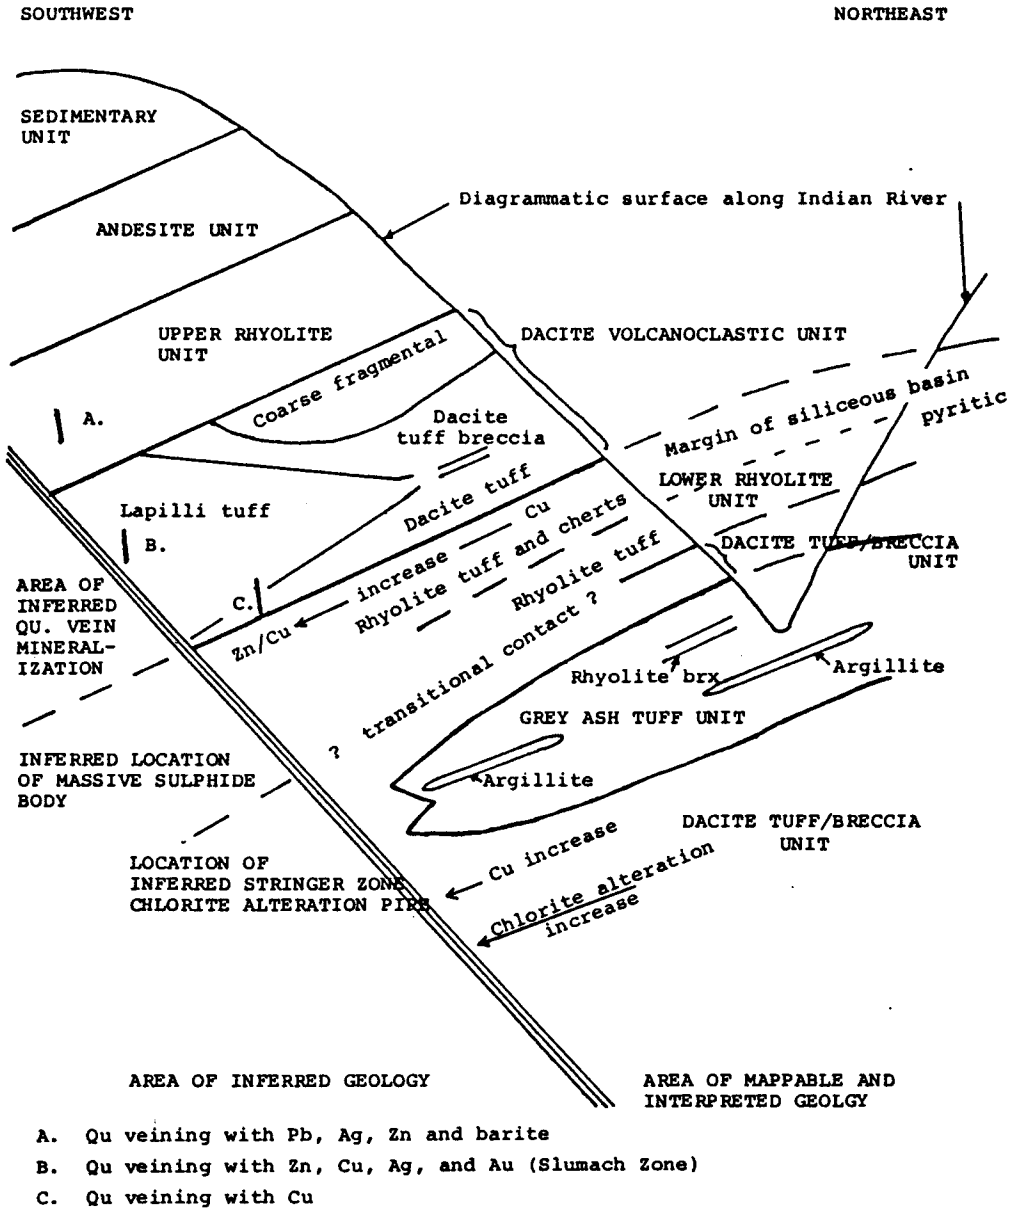 SOUTHWEST
NORTHEAST
SEDIMENTARY
UNIT
Diagrammatic surface along Indian River
ANDESITE UNIT
UPPER RHYOLITE
UNIT
DACITE VOLCANOCLASTIC UNIT
Coarse fragmental
Margin of siliceous basin
pyritic
A.
Dacite
tuff breccia
LOWER RHYOLITE
UNIT
Dacite tuff
Lapilli tuff
B.
Cu
increase
Zn/Cu
Rhyolite tuff and cherts
Rhyolite tuff
DACITE TUFF/BRECCIA
UNIT
C.
AREA OF
INFERRED
QU. VEIN
MINERAL-
IZATION
? transitional contact ?
Rhyolite brx
Argillite
GREY ASH TUFF UNIT
Argillite
INFERRED LOCATION
OF MASSIVE SULPHIDE
BODY
DACITE TUFF/BRECCIA
UNIT
Cu increase
LOCATION OF
INFERRED STRINGER ZONE
CHLORITE ALTERATION PIPE
Chlorite alteration
increase
AREA OF INFERRED GEOLOGY
AREA OF MAPPABLE AND
INTERPRETED GEOLGY
A. Qu veining with Pb, Ag, Zn and barite
B. Qu veining with Zn, Cu, Ag, and Au (Slumach Zone)
C. Qu veining with Cu